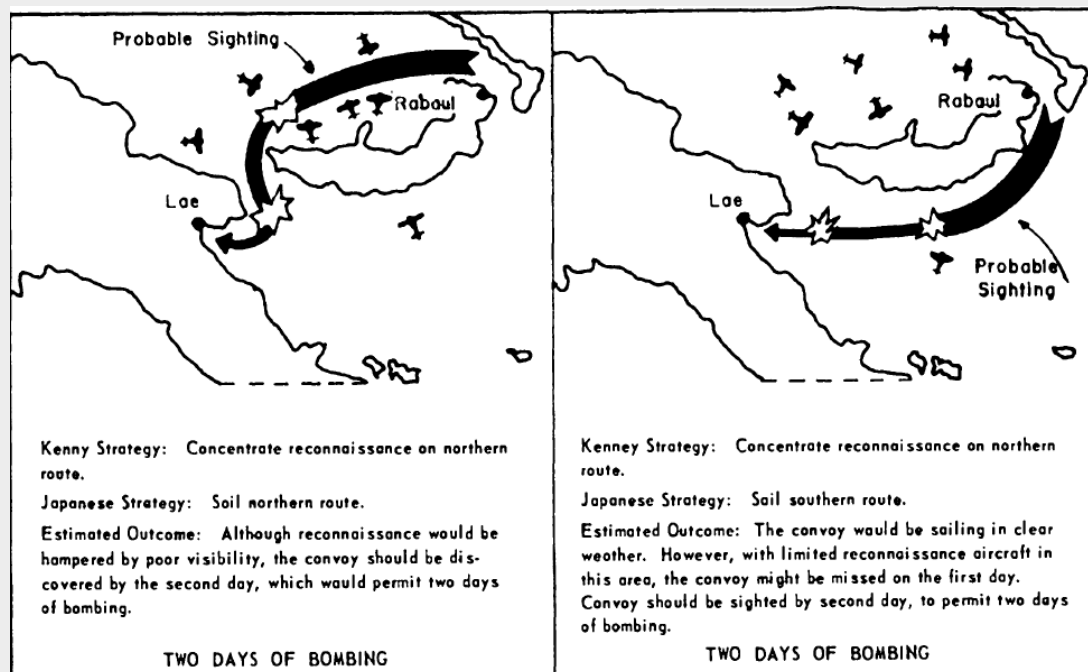 Probable Sighting
Rabaul
Lae
Kenny Strategy: Concentrate reconnaissance on northern
route.
Japanese Strategy: Soil northern route.
Estimated Outcome: Although reconnaissance would be
hampered by poor visibility, the convoy should be dis-
covered by the second day, which would permit two days
of bombing.
TWO DAYS OF BOMBING
Rabaul
Lae
Probable
Sighting
Kenney Strategy: Concentrate reconnaissance on northern
route.
Japanese Strategy: Sail southern route.
Estimated Outcome: The convoy would be sailing in clear
weather. However, with limited reconnaissance aircraft in
this area, the convoy might be missed on the first day.
Convoy should be sighted by second day, to permit two days
of bombing.
TWO DAYS OF BOMBING